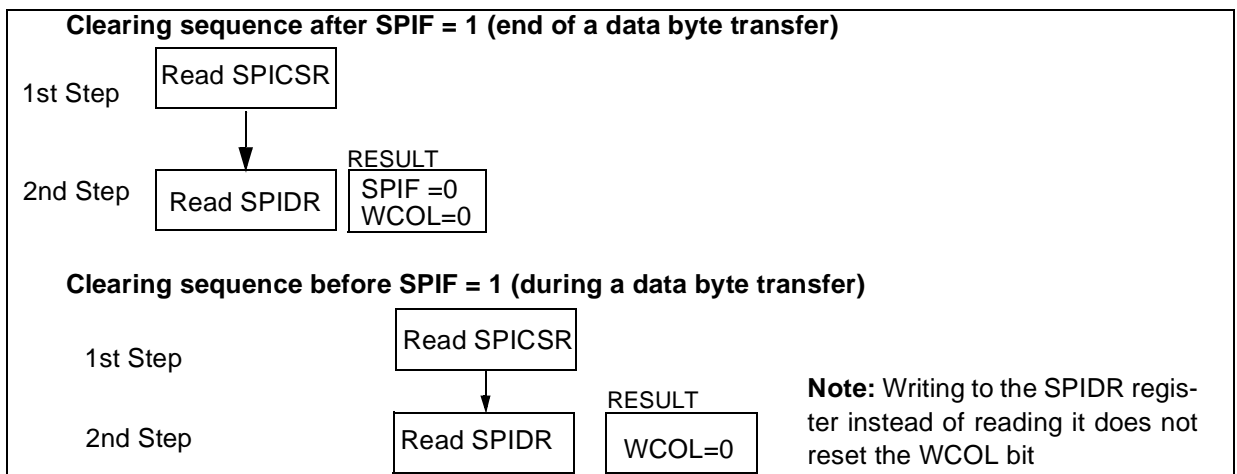 Clearing sequence after SPIF = 1 (end of a data byte transfer)
1st Step
Read SPICSR
2nd Step
Read SPIDR
RESULT
SPIF =0
WCOL=0
Clearing sequence before SPIF = 1 (during a data byte transfer)
1st Step
Read SPICSR
2nd Step
Read SPIDR
RESULT
WCOL=0
Note: Writing to the SPIDR regis-
ter instead of reading it does not
reset the WCOL bit